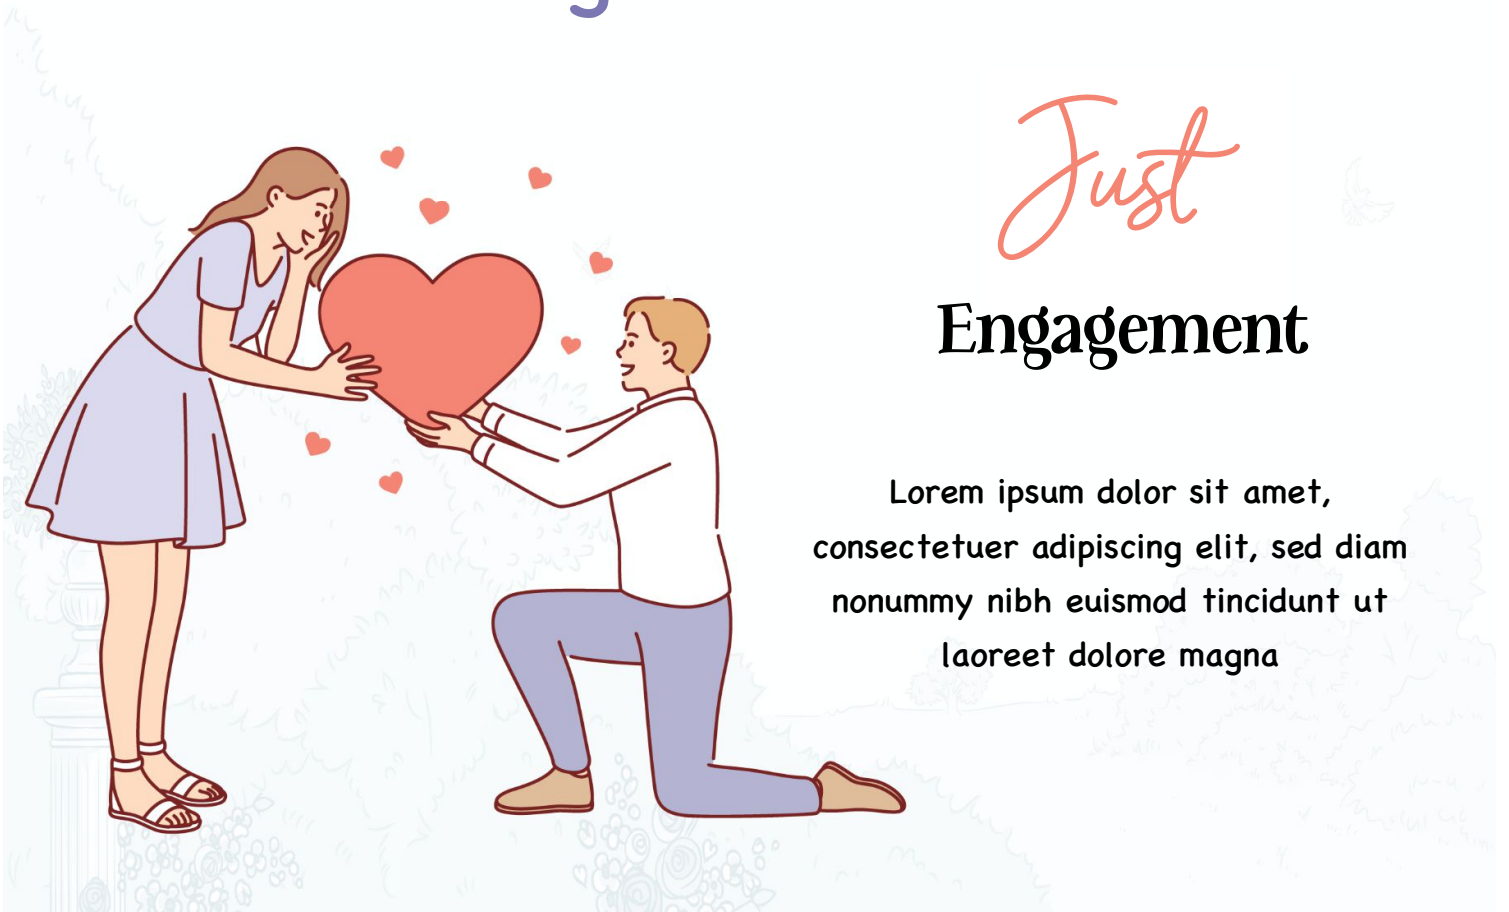 Just
Engagement
Lorem ipsum dolor sit amet,
consectetuer adipiscing elit, sed diam
nonummy nibh euismod tincidunt ut
laoreet dolore magna